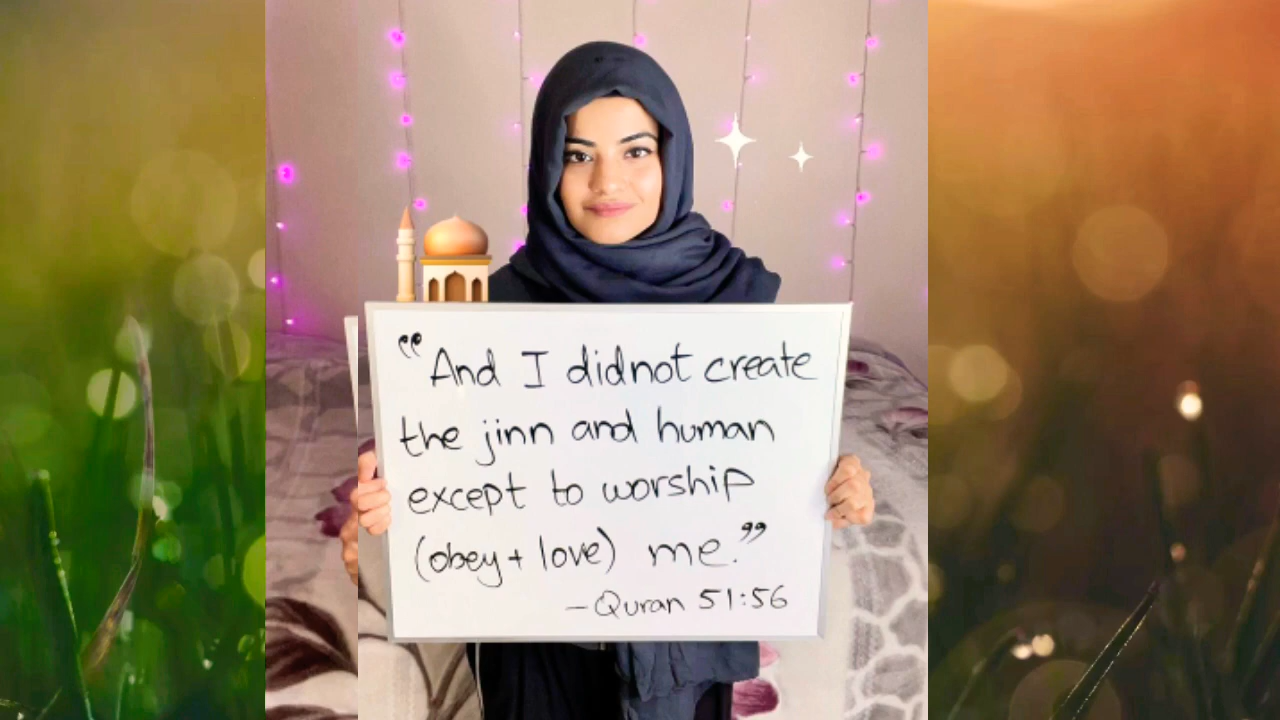 “And I didnot create
the jinn and human
except to worship
(obey + love) me.”
– Quran 51:56